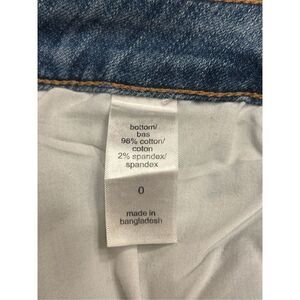 bottom/
bas
98% cotton/
coton
2% spandex/
spandex
0
made in
bangladesh